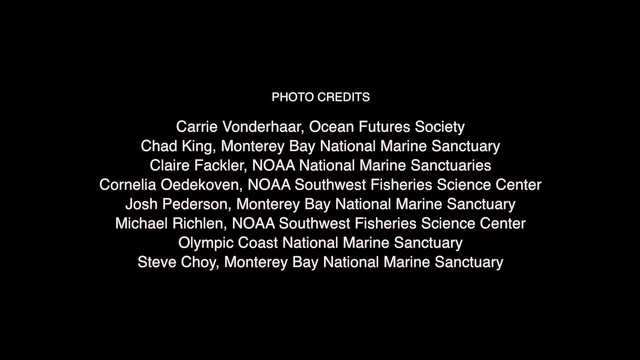 PHOTO CREDITS
Carrie Vonderhaar, Ocean Futures Society
Chad King, Monterey Bay National Marine Sanctuary
Claire Fackler, NOAA National Marine Sanctuaries
Cornelia Oedekoven, NOAA Southwest Fisheries Science Center
Josh Pederson, Monterey Bay National Marine Sanctuary
Michael Richlen, NOAA Southwest Fisheries Science Center
Olympic Coast National Marine Sanctuary
Steve Choy, Monterey Bay National Marine Sanctuary